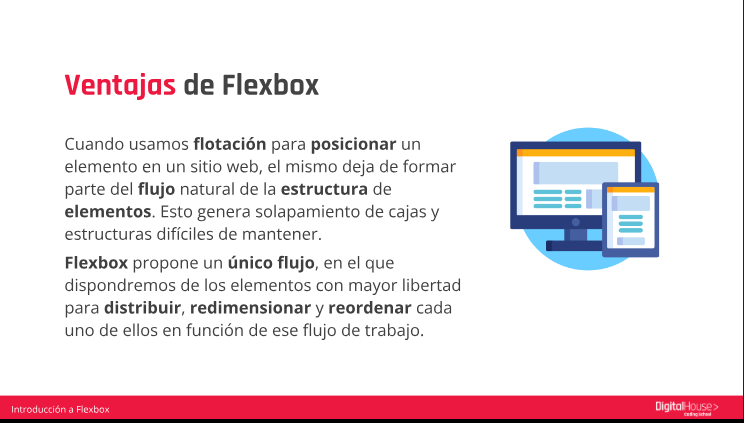 Ventajas de Flexbox
Cuando usamos flotación para posicionar un
elemento en un sitio web, el mismo deja de formar
parte del flujo natural de la estructura de
elementos. Esto genera solapamiento de cajas y
estructuras difíciles de mantener.
Flexbox propone un único flujo, en el que
dispondremos de los elementos con mayor libertad
para distribuir, redimensionar y reordenar cada
uno de ellos en función de ese flujo de trabajo.
Introducción a Flexbox
DigitalHouse>
Coding School